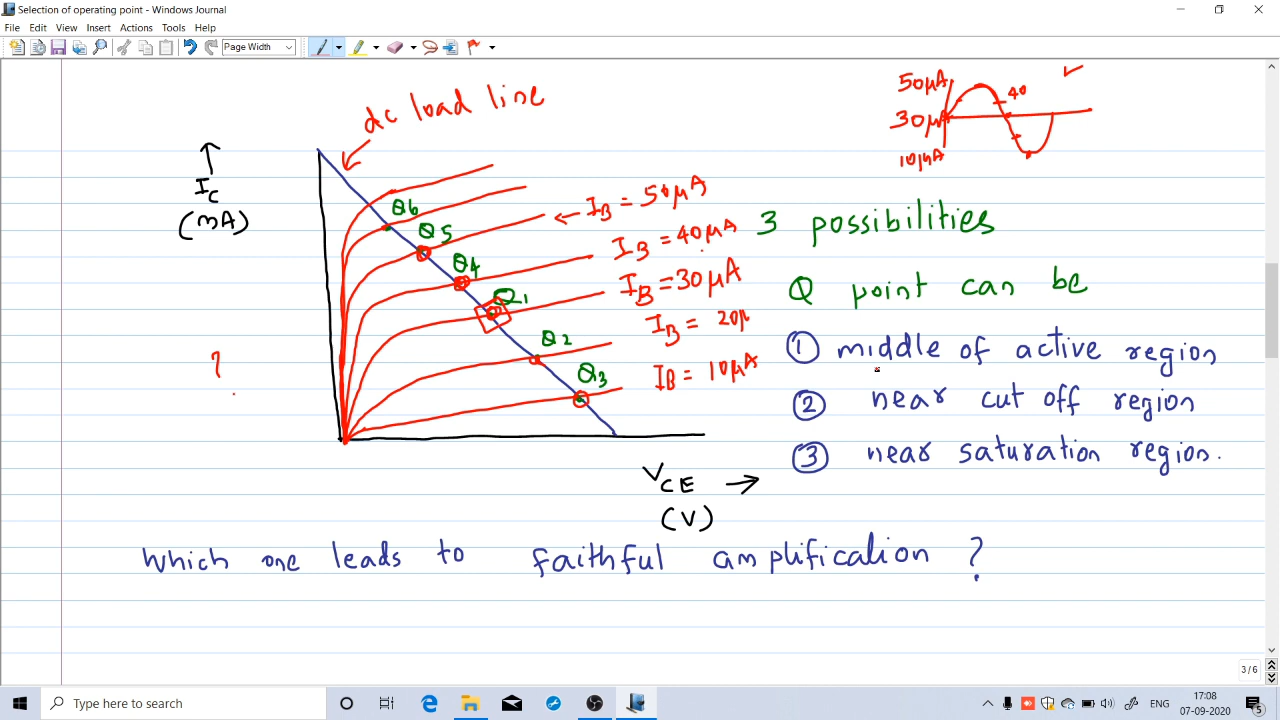 Selection of operating point - Windows Journal
File Edit View Insert Actions Tools Help
Page Width
dc load line
50μA
40
30μA
10μA
IC
(mA)
Q6
Q5
Q4
Q1
Q2
Q3
IB = 50μA
IB = 40μA
IB = 30μA
IB = 20μ
IB = 10μA
?
VCE
(V)
3 possibilities
Q point can be
1 middle of active region
2 near cut off region
3 near saturation region.
Which one leads to faithful amplification ?
3 / 6
Type here to search
ENG
17:08
07-09-2020
5